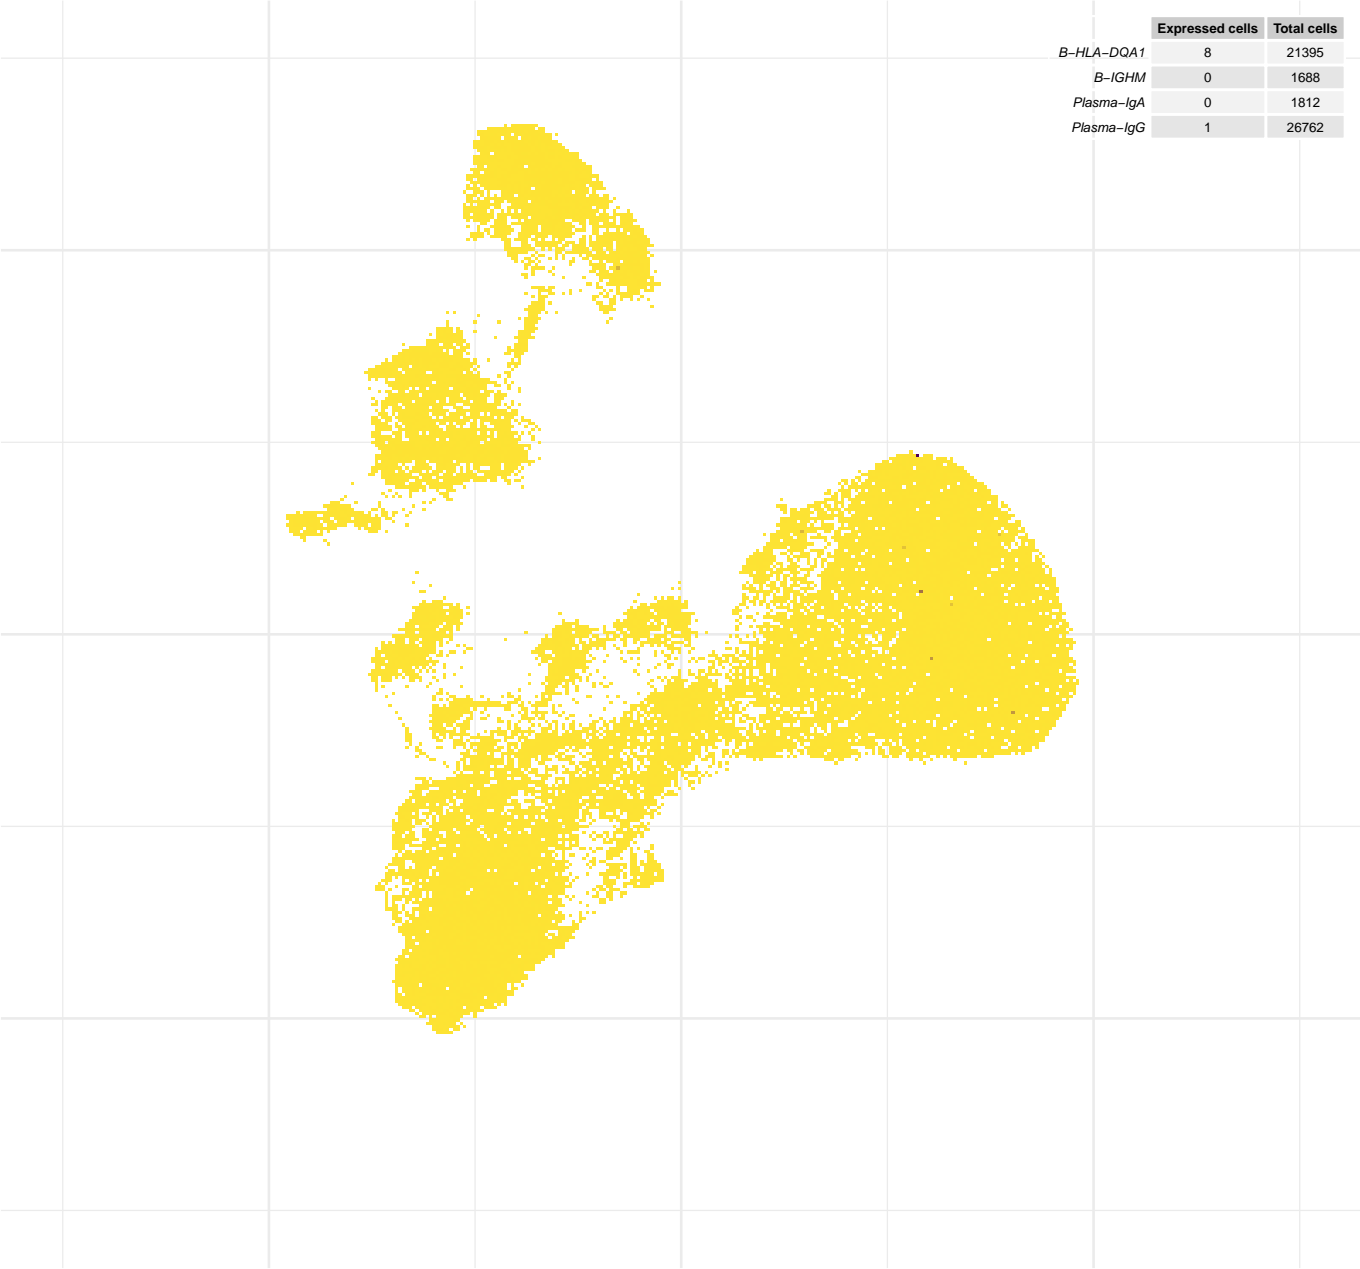 Expressed cells Total cells
B−HLA−DQA1 8 21395
B−IGHM 0 1688
Plasma−IgA 0 1812
Plasma−IgG 1 26762